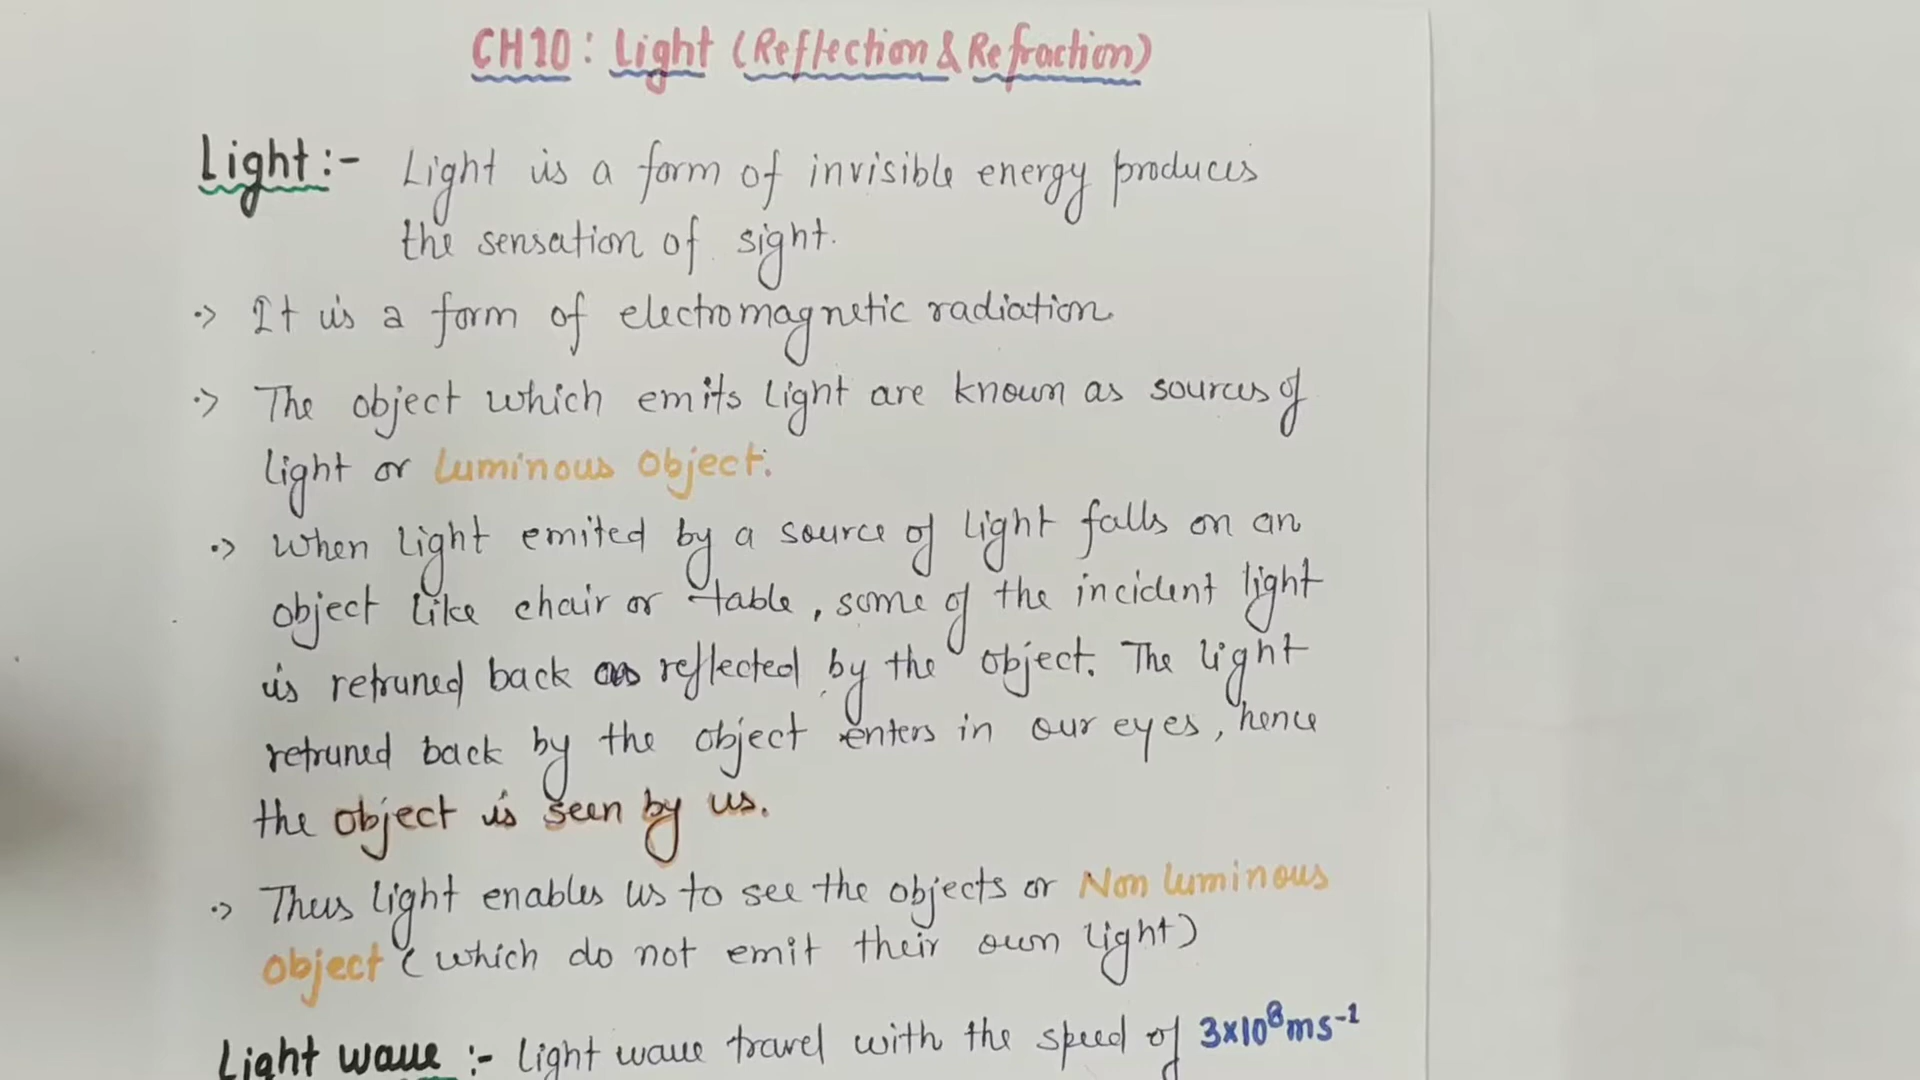 CH10: Light (Reflection & Refraction)
Light:- Light is a form of invisible energy produces
the sensation of sight.
·> It is a form of electromagnetic radiation
·> The object which emits light are known as sources of
light or Luminous Object.
·> When light emited by a source of light falls on an
object like chair or table, some of the incident light
is retruned back as reflected by the object. The light
retruned back by the object enters in our eyes, hence
the object is seen by us.
·> Thus light enables us to see the objects or Non luminous
object (which do not emit their own light)
Light wave :- Light wave travel with the speed of 3x10⁸ms⁻¹